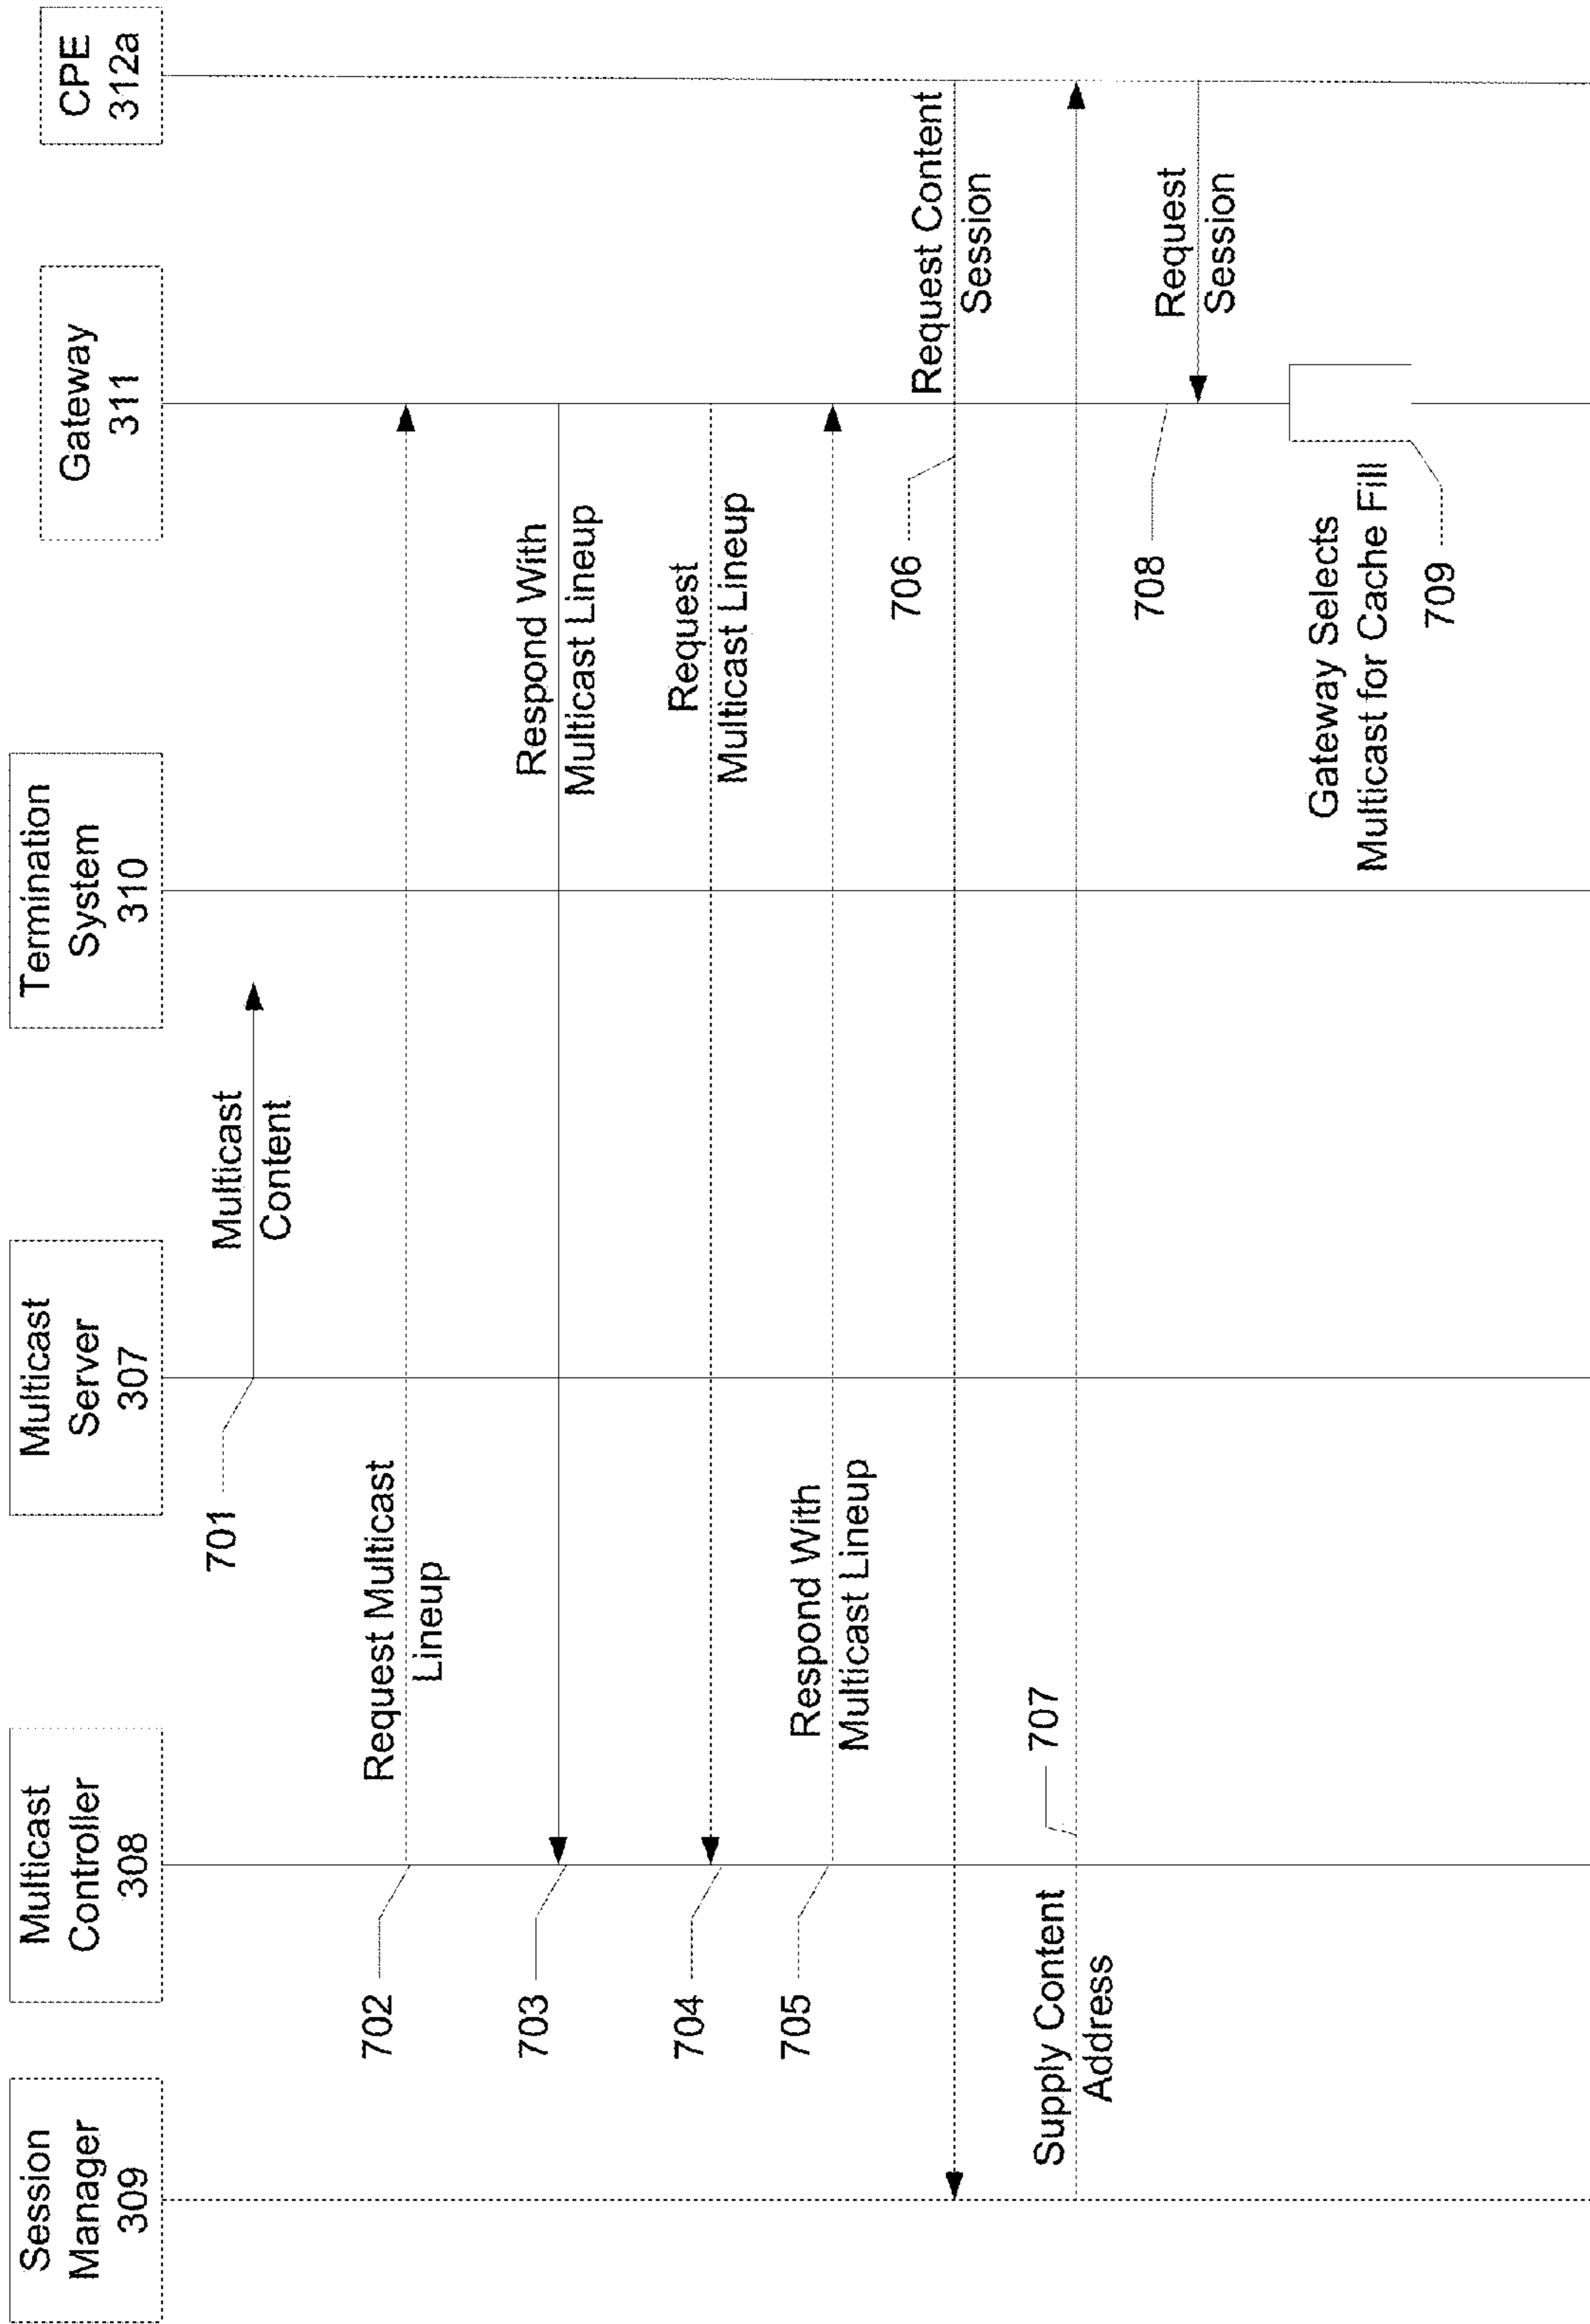 Session
Manager
309
Multicast
Controller
308
Multicast
Server
307
Termination
System
310
Gateway
311
CPE
312a
701
Multicast
Content
702
Request Multicast
Lineup
703
Respond With
Multicast Lineup
704
Request
Multicast Lineup
705
Respond With
Multicast Lineup
706
Request Content
Session
Supply Content
Address
707
708
Request
Session
Gateway Selects
Multicast for Cache Fill
709